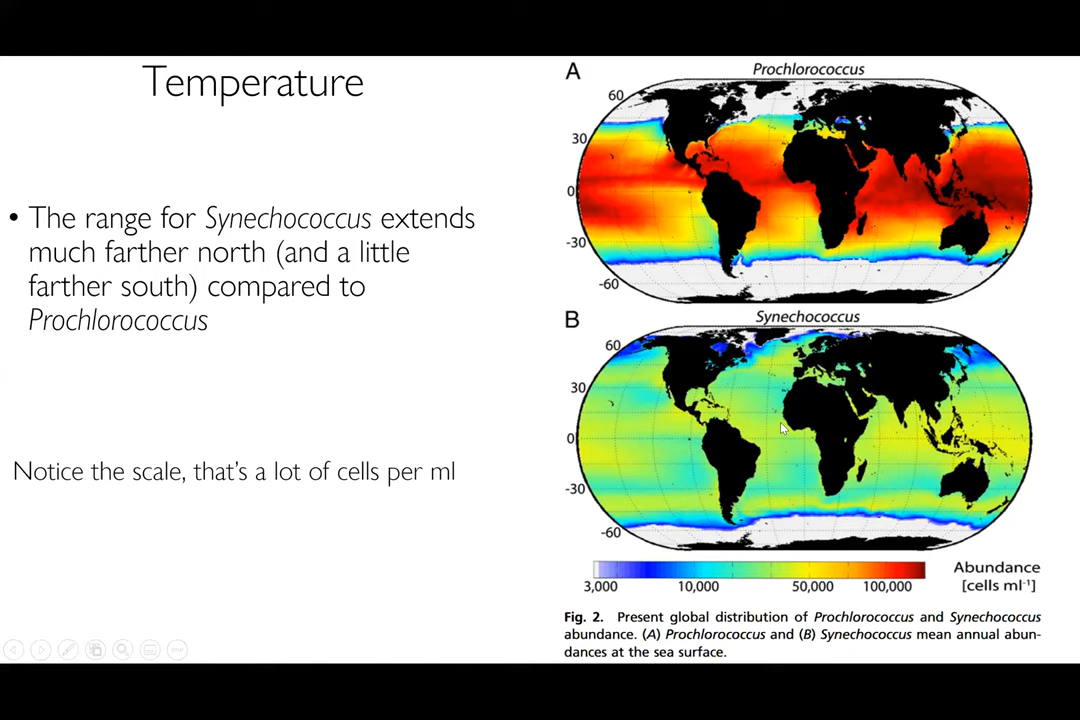 Temperature
• The range for Synechococcus extends
much farther north (and a little
farther south) compared to
Prochlorococcus
Notice the scale, that's a lot of cells per ml
A
Prochlorococcus
60
30
0
-30
-60
B
Synechococcus
60
30
0
-30
-60
3,000 10,000 50,000 100,000
Abundance
[cells ml⁻¹]
Fig. 2. Present global distribution of Prochlorococcus and Synechococcus
abundance. (A) Prochlorococcus and (B) Synechococcus mean annual abun-
dances at the sea surface.